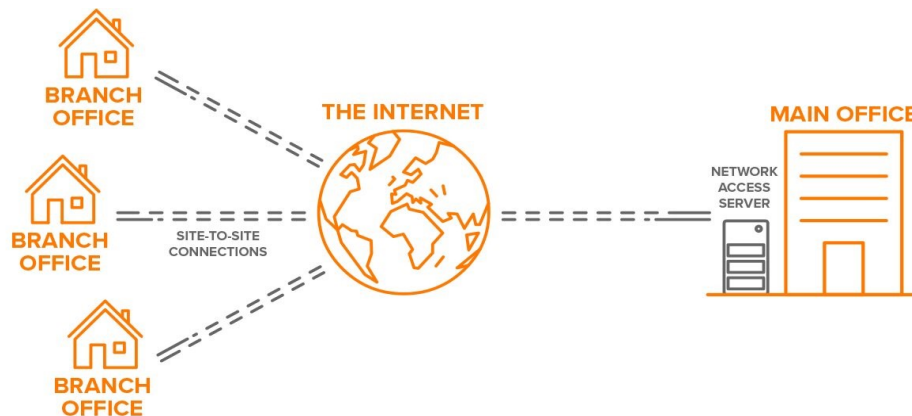 BRANCH
OFFICE
THE INTERNET
MAIN OFFICE
NETWORK
ACCESS
SERVER
BRANCH
OFFICE
SITE-TO-SITE
CONNECTIONS
BRANCH
OFFICE